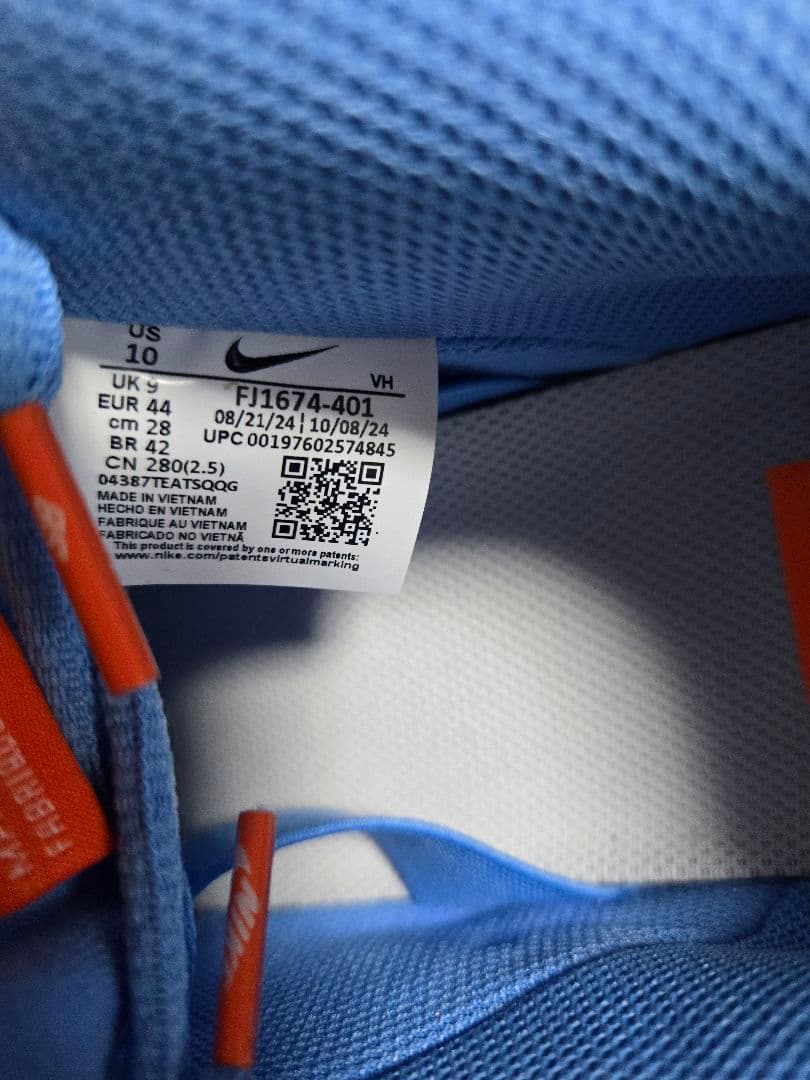 US
10
VH
UK 9
EUR 44
cm 28
BR 42
CN 280(2.5)
FJ1674-401
08/21/24 | 10/08/24
UPC 00197602574845
04387TEATSQQG
MADE IN VIETNAM
HECHO EN VIETNAM
FABRIQUE AU VIETNAM
FABRICADO NO VIETNÃ
This product is covered by one or more patents:
www.nike.com/patentsvirtualmarking
NIKE